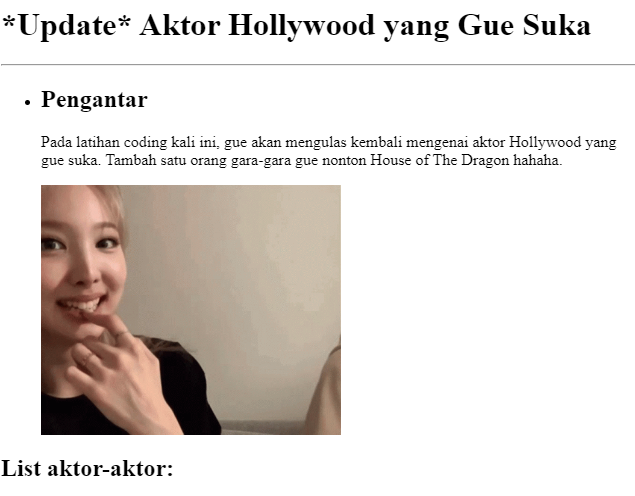 *Update* Aktor Hollywood yang Gue Suka
Pengantar
Pada latihan coding kali ini, gue akan mengulas kembali mengenai aktor Hollywood yang
gue suka. Tambah satu orang gara-gara gue nonton House of The Dragon hahaha.
List aktor-aktor: